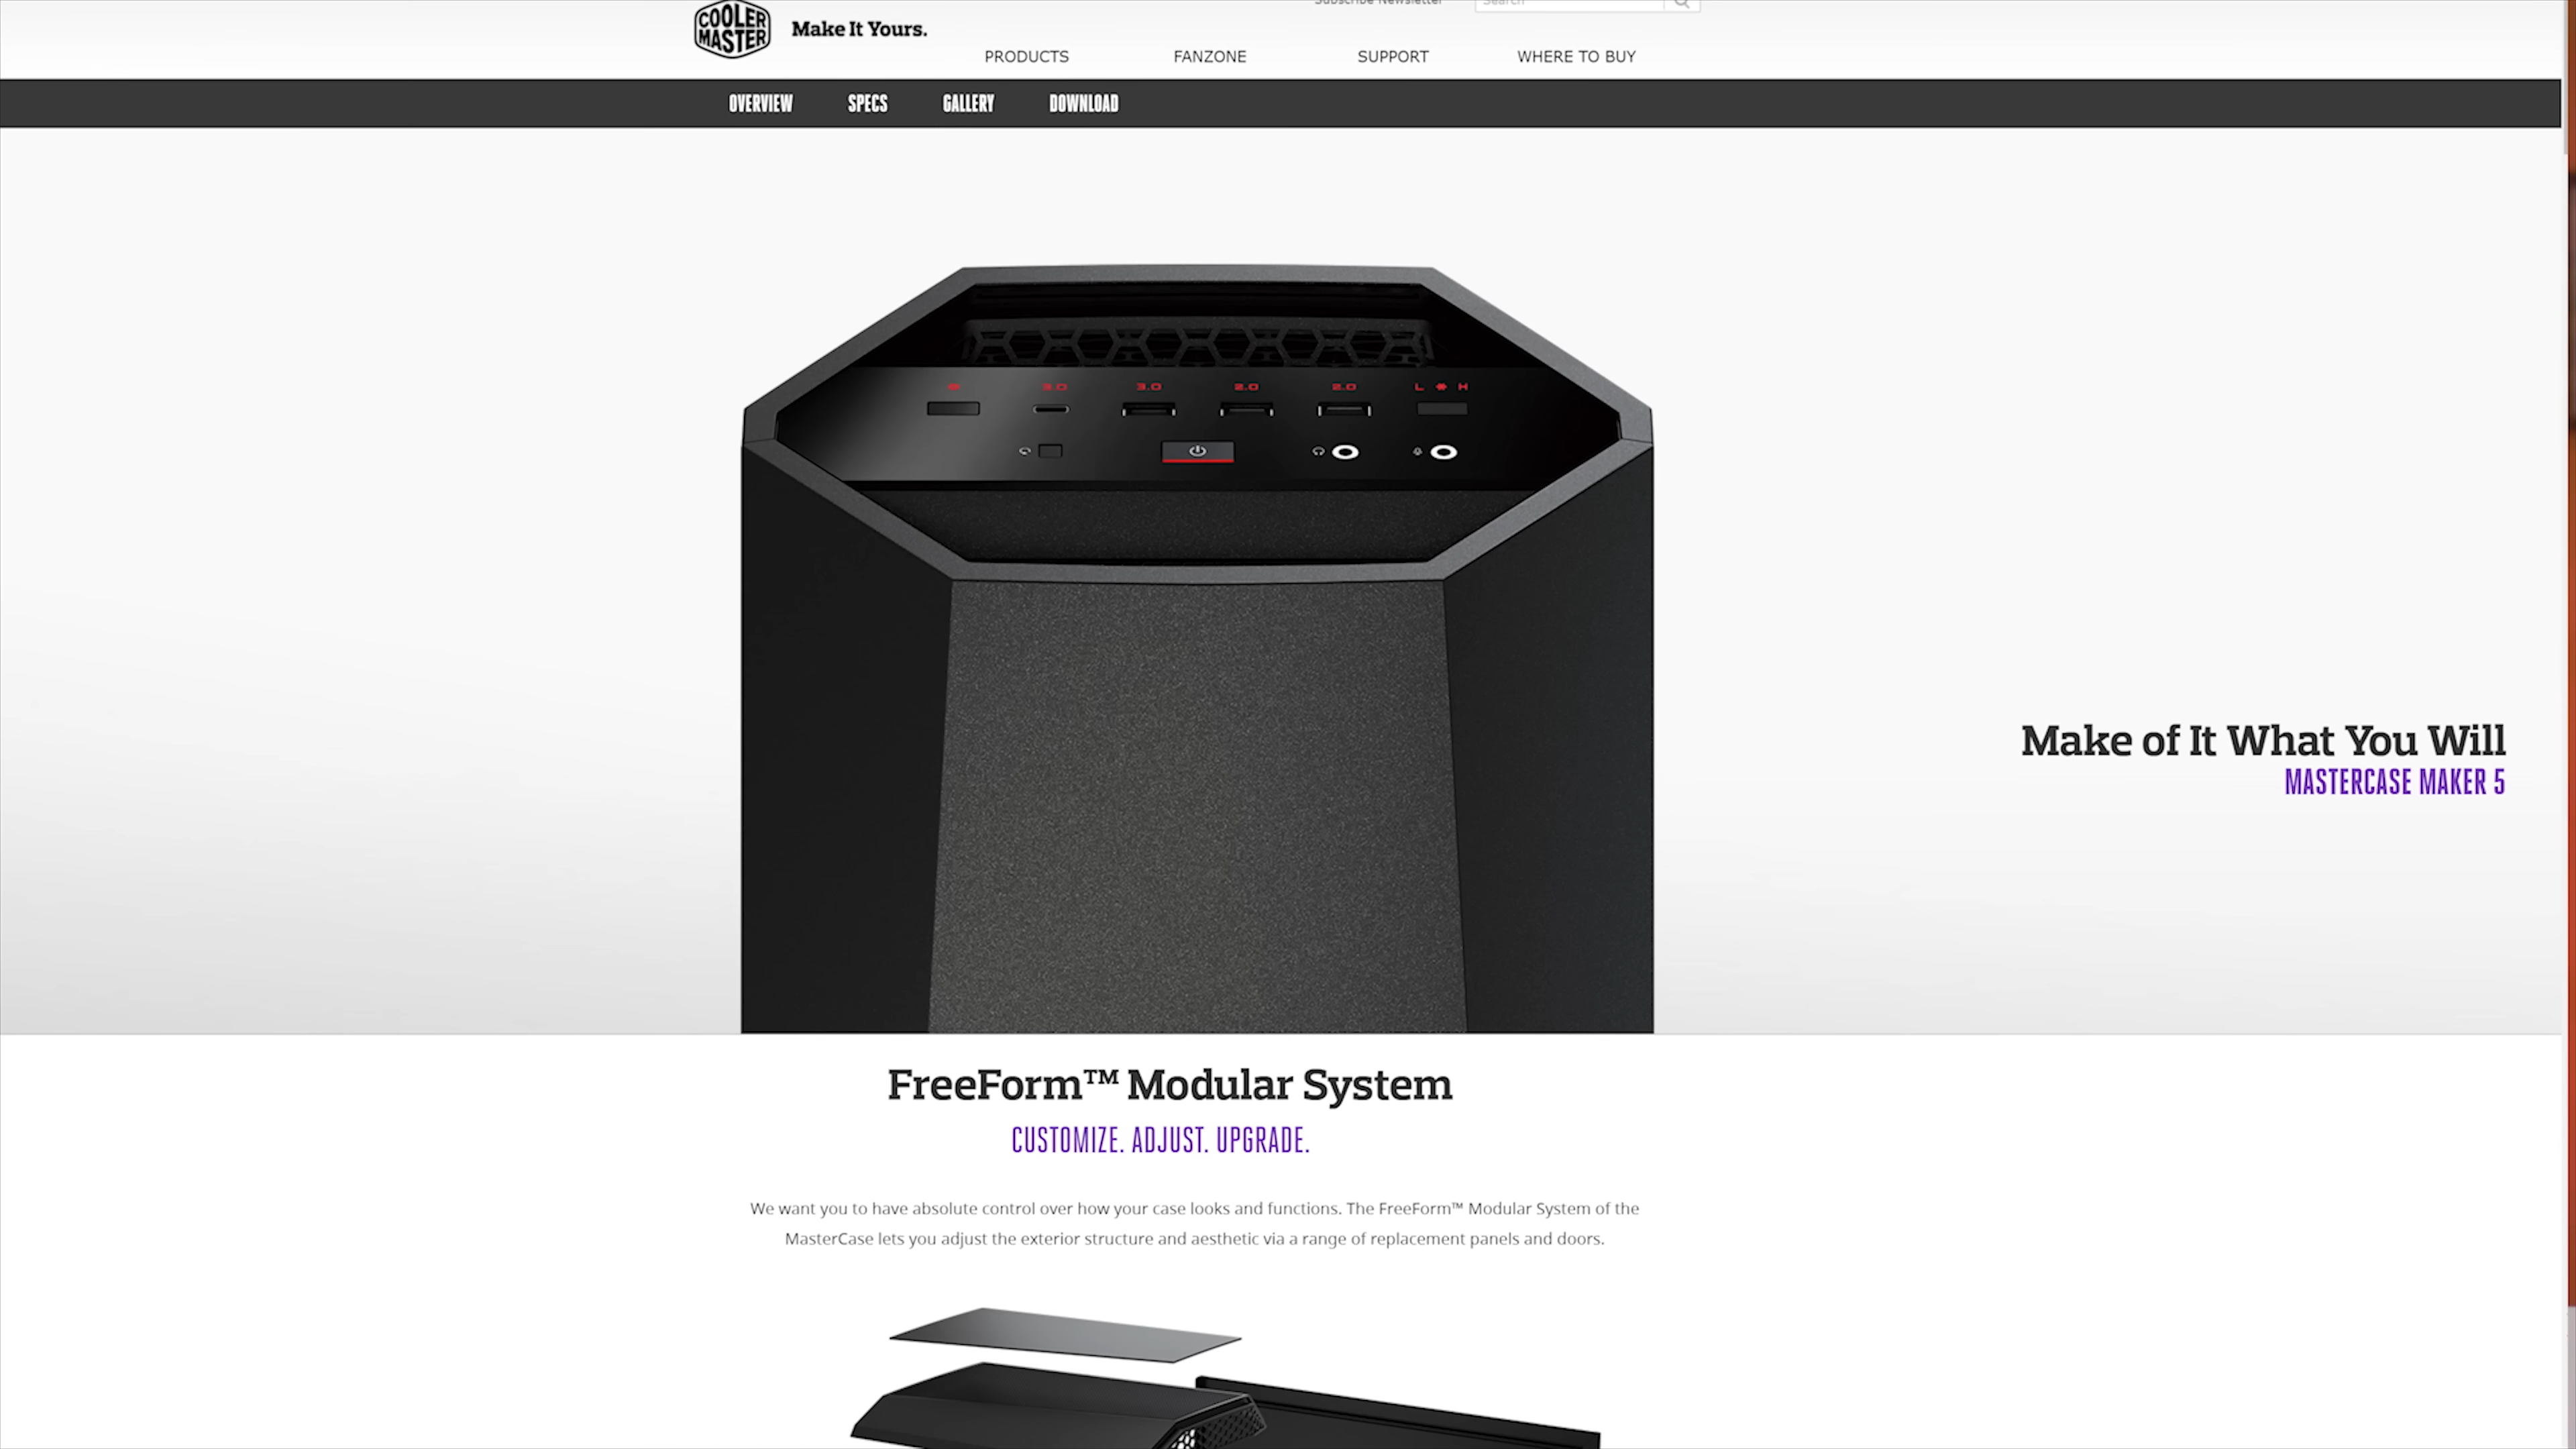 Subscribe Newsletter
Search
COOLER
MASTER
Make It Yours.
PRODUCTS
FANZONE
SUPPORT
WHERE TO BUY
OVERVIEW
SPECS
GALLERY
DOWNLOAD
3.0
3.0
2.0
2.0
L
H
Make of It What You Will
MASTERCASE MAKER 5
FreeForm™ Modular System
CUSTOMIZE. ADJUST. UPGRADE.
We want you to have absolute control over how your case looks and functions. The FreeForm™ Modular System of the
MasterCase lets you adjust the exterior structure and aesthetic via a range of replacement panels and doors.